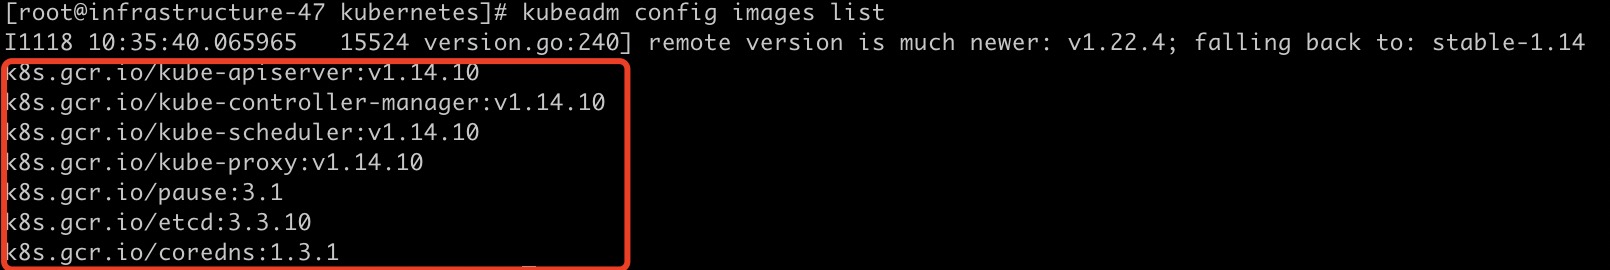 [root@infrastructure-47 kubernetes]# kubeadm config images list
I1118 10:35:40.065965   15524 version.go:240] remote version is much newer: v1.22.4; falling back to: stable-1.14
k8s.gcr.io/kube-apiserver:v1.14.10
k8s.gcr.io/kube-controller-manager:v1.14.10
k8s.gcr.io/kube-scheduler:v1.14.10
k8s.gcr.io/kube-proxy:v1.14.10
k8s.gcr.io/pause:3.1
k8s.gcr.io/etcd:3.3.10
k8s.gcr.io/coredns:1.3.1